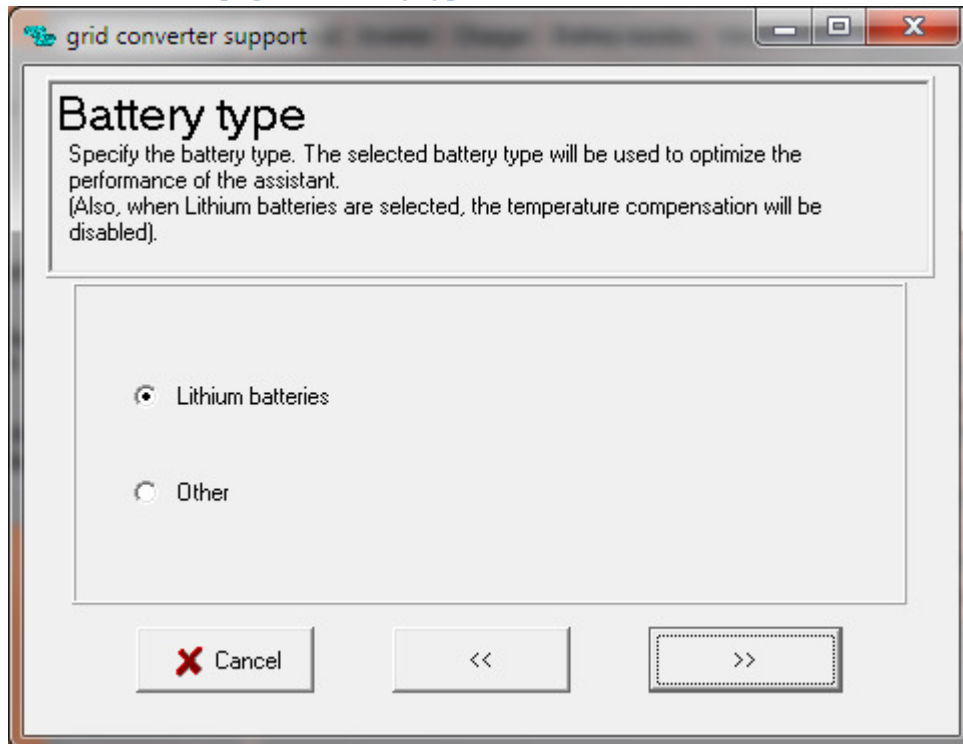 grid converter support
Battery type
Specify the battery type. The selected battery type will be used to optimize the
performance of the assistant.
(Also, when Lithium batteries are selected, the temperature compensation will be
disabled).
Lithium batteries
Other
Cancel
<<
>>